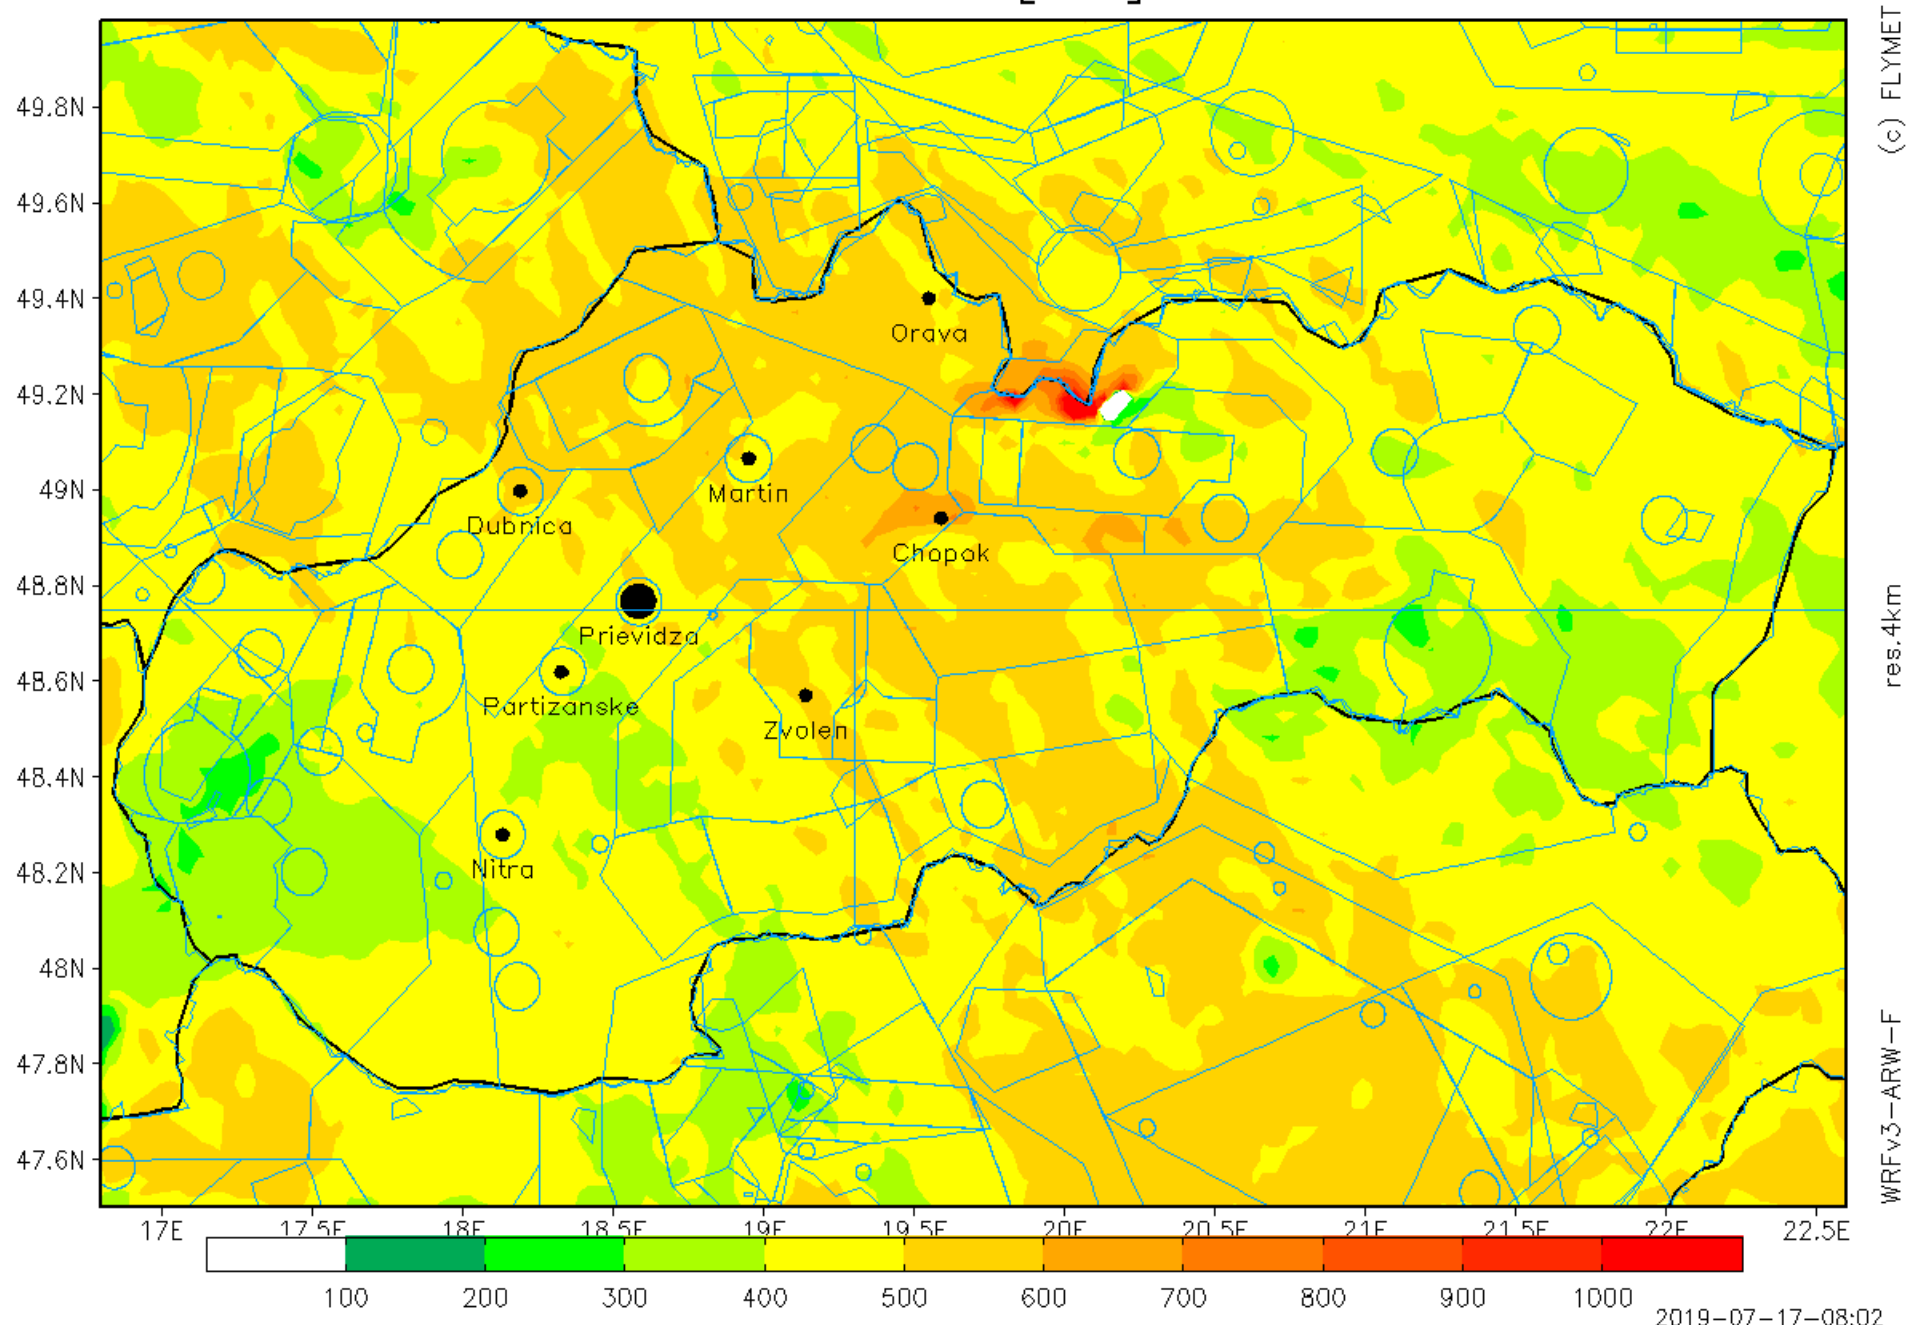 (c) FLYMET
49.8N
49.6N
49.4N
Orava
49.2N
49N
Martin
Dubnica
Chopok
48.8N
res.4km
Prievidza
48.6N
Partizanske
Zvolen
48.4N
Nitra
48.2N
48N
47.8N
WRFv3-ARW-F
47.6N
17E 17.5E 18E 18.5E 19E 19.5E 20E 20.5E 21E 21.5E 22E 22.5E
100 200 300 400 500 600 700 800 900 1000
2019-07-17-08:02